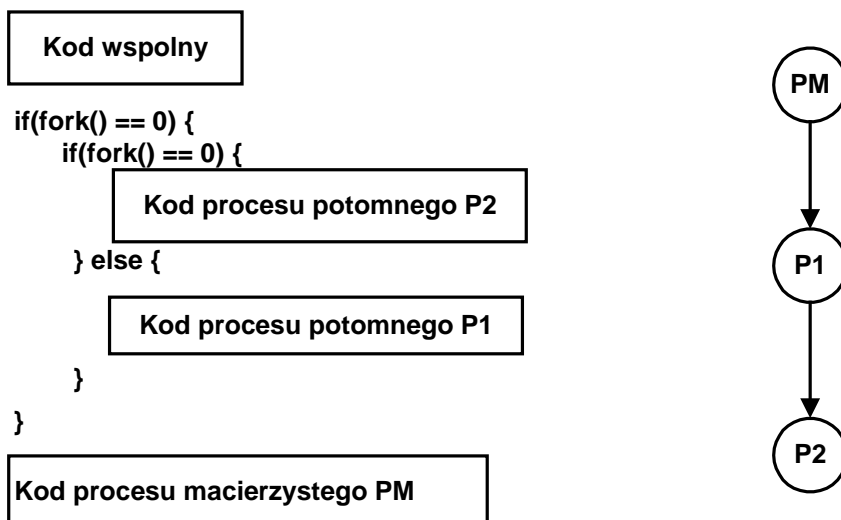 Kod wspolny
if(fork() == 0) {
if(fork() == 0) {
Kod procesu potomnego P2
} else {
Kod procesu potomnego P1
}
}
Kod procesu macierzystego PM
PM
P1
P2